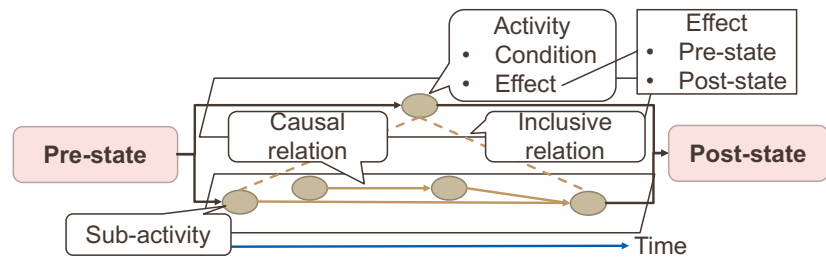 Activity
• Condition
• Effect
Effect
• Pre-state
• Post-state
Causal
relation
Inclusive
relation
Pre-state
Post-state
Sub-activity
Time